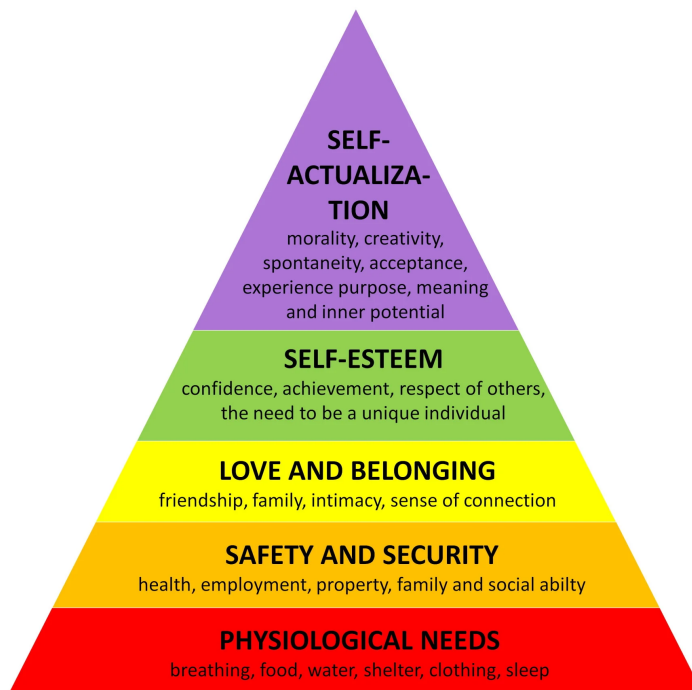 SELF-
ACTUALIZA-
TION
morality, creativity,
spontaneity, acceptance,
experience purpose, meaning
and inner potential
SELF-ESTEEM
confidence, achievement, respect of others,
the need to be a unique individual
LOVE AND BELONGING
friendship, family, intimacy, sense of connection
SAFETY AND SECURITY
health, employment, property, family and social abilty
PHYSIOLOGICAL NEEDS
breathing, food, water, shelter, clothing, sleep